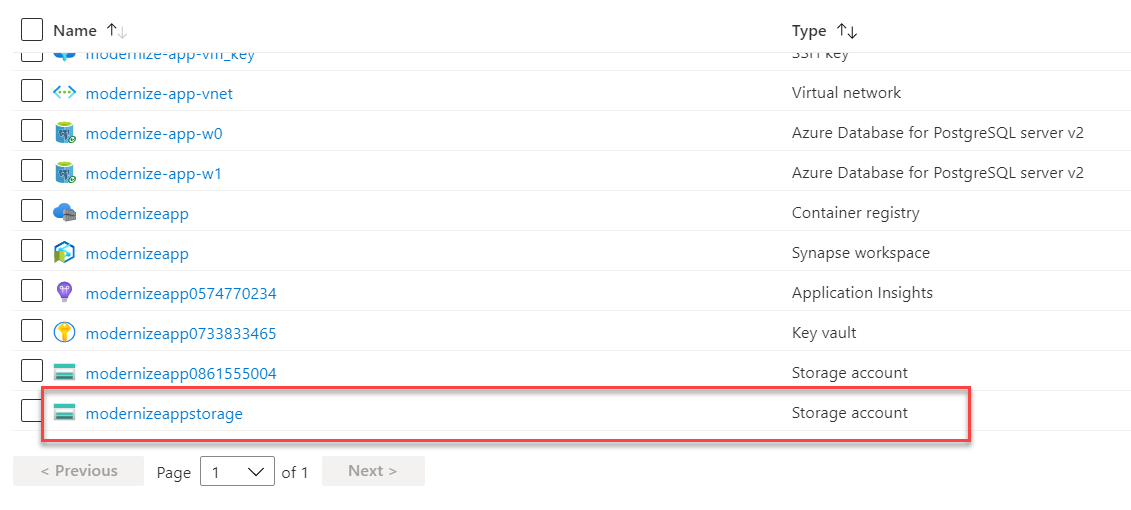 Name Type
modernize-app-vm_key SSH key
modernize-app-vnet Virtual network
modernize-app-w0 Azure Database for PostgreSQL server v2
modernize-app-w1 Azure Database for PostgreSQL server v2
modernizeapp Container registry
modernizeapp Synapse workspace
modernizeapp0574770234 Application Insights
modernizeapp0733833465 Key vault
modernizeapp0861555004 Storage account
modernizeappstorage Storage account
< Previous Page 1 of 1 Next >